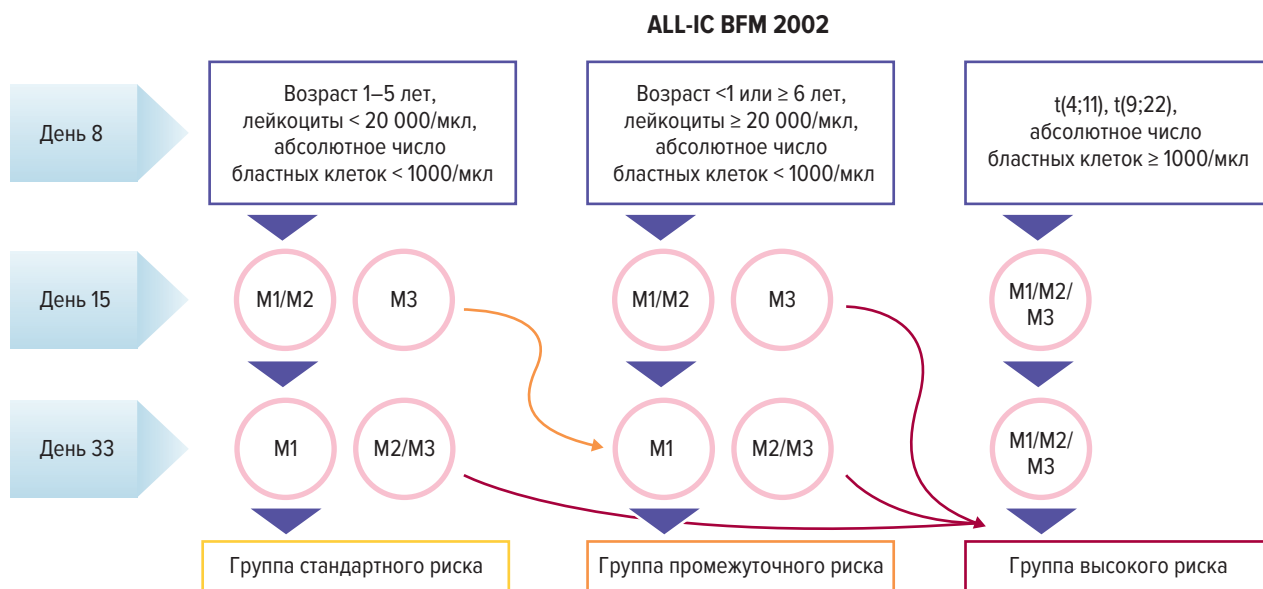 ALL-IC BFM 2002
День 8
Возраст 1–5 лет,
лейкоциты < 20 000/мкл,
абсолютное число
бластных клеток < 1000/мкл
Возраст <1 или ≥ 6 лет,
лейкоциты ≥ 20 000/мкл,
абсолютное число
бластных клеток < 1000/мкл
t(4;11), t(9;22),
абсолютное число
бластных клеток ≥ 1000/мкл
День 15
M1/M2
M3
M1/M2
M3
M1/M2/
M3
День 33
M1
M2/M3
M1
M2/M3
M1/M2/
M3
Группа стандартного риска
Группа промежуточного риска
Группа высокого риска